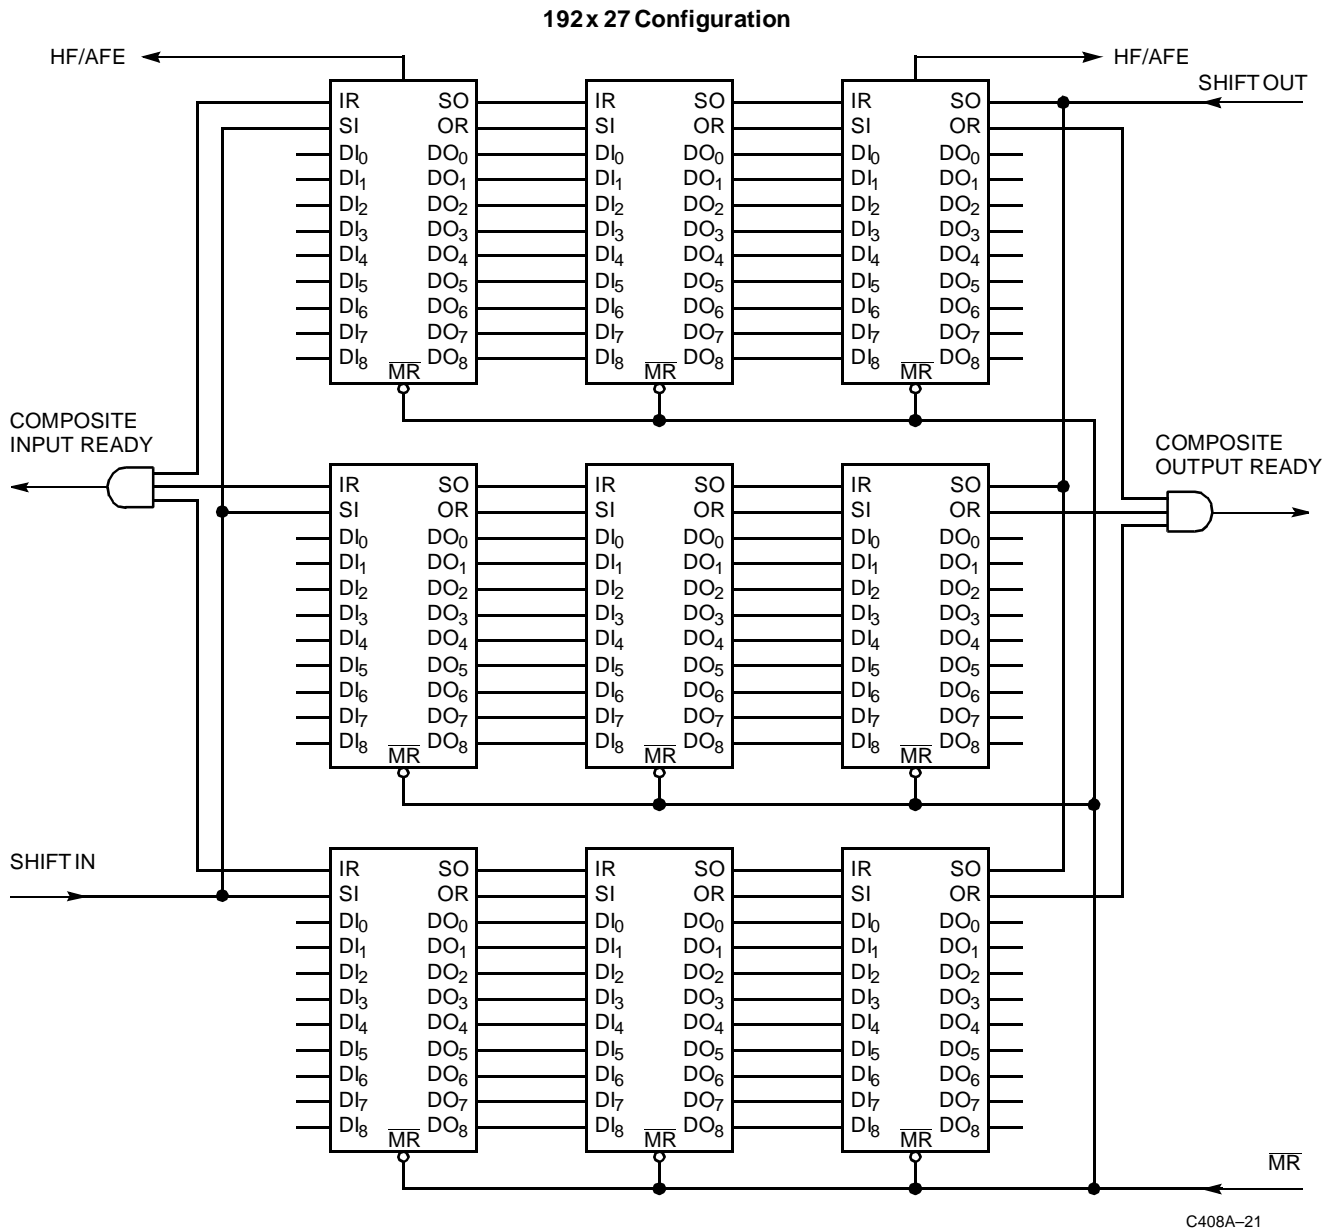 192 x 27 Configuration
HF/AFE
HF/AFE
SHIFT OUT
IR SO IR SO IR SO
SI OR SI OR SI OR
DI0 DO0 DI0 DO0 DI0 DO0
DI1 DO1 DI1 DO1 DI1 DO1
DI2 DO2 DI2 DO2 DI2 DO2
DI3 DO3 DI3 DO3 DI3 DO3
DI4 DO4 DI4 DO4 DI4 DO4
DI5 DO5 DI5 DO5 DI5 DO5
DI6 DO6 DI6 DO6 DI6 DO6
DI7 DO7 DI7 DO7 DI7 DO7
DI8 DO8 DI8 DO8 DI8 DO8
MR MR MR
COMPOSITE
INPUT READY
COMPOSITE
OUTPUT READY
IR SO IR SO IR SO
SI OR SI OR SI OR
DI0 DO0 DI0 DO0 DI0 DO0
DI1 DO1 DI1 DO1 DI1 DO1
DI2 DO2 DI2 DO2 DI2 DO2
DI3 DO3 DI3 DO3 DI3 DO3
DI4 DO4 DI4 DO4 DI4 DO4
DI5 DO5 DI5 DO5 DI5 DO5
DI6 DO6 DI6 DO6 DI6 DO6
DI7 DO7 DI7 DO7 DI7 DO7
DI8 DO8 DI8 DO8 DI8 DO8
MR MR MR
SHIFT IN
IR SO IR SO IR SO
SI OR SI OR SI OR
DI0 DO0 DI0 DO0 DI0 DO0
DI1 DO1 DI1 DO1 DI1 DO1
DI2 DO2 DI2 DO2 DI2 DO2
DI3 DO3 DI3 DO3 DI3 DO3
DI4 DO4 DI4 DO4 DI4 DO4
DI5 DO5 DI5 DO5 DI5 DO5
DI6 DO6 DI6 DO6 DI6 DO6
DI7 DO7 DI7 DO7 DI7 DO7
DI8 DO8 DI8 DO8 DI8 DO8
MR MR MR
MR
C408A–21